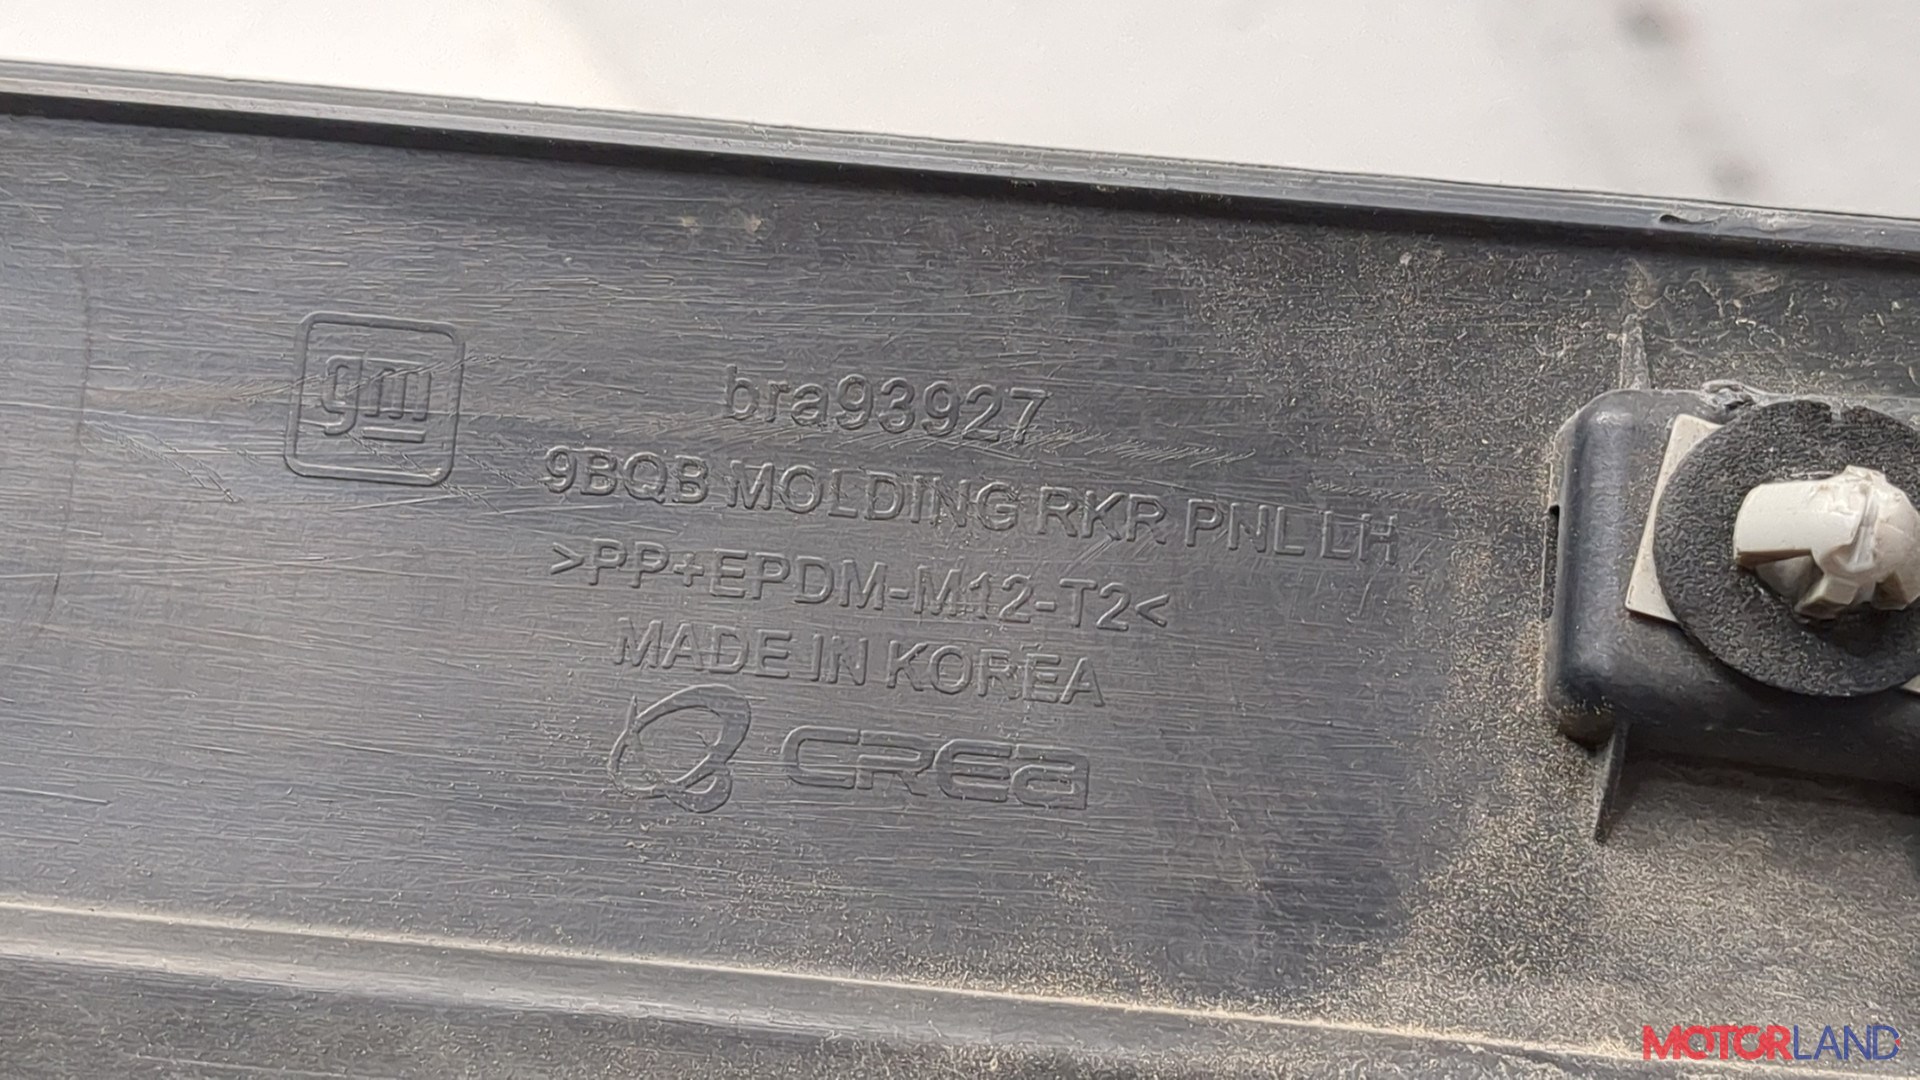 gm
bra93927
9BQB MOLDING RKR PNL LH
>PP+EPDM-M12-T2<
MADE IN KOREA
CREa
MOTORLAND